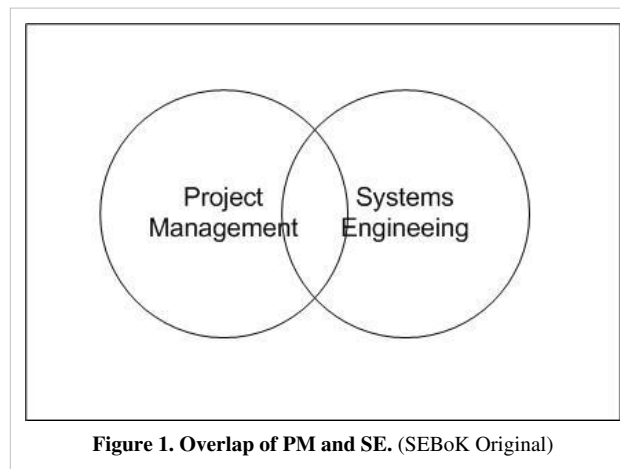 Project
Management
Systems
Engineeing
Figure 1. Overlap of PM and SE. (SEBoK Original)